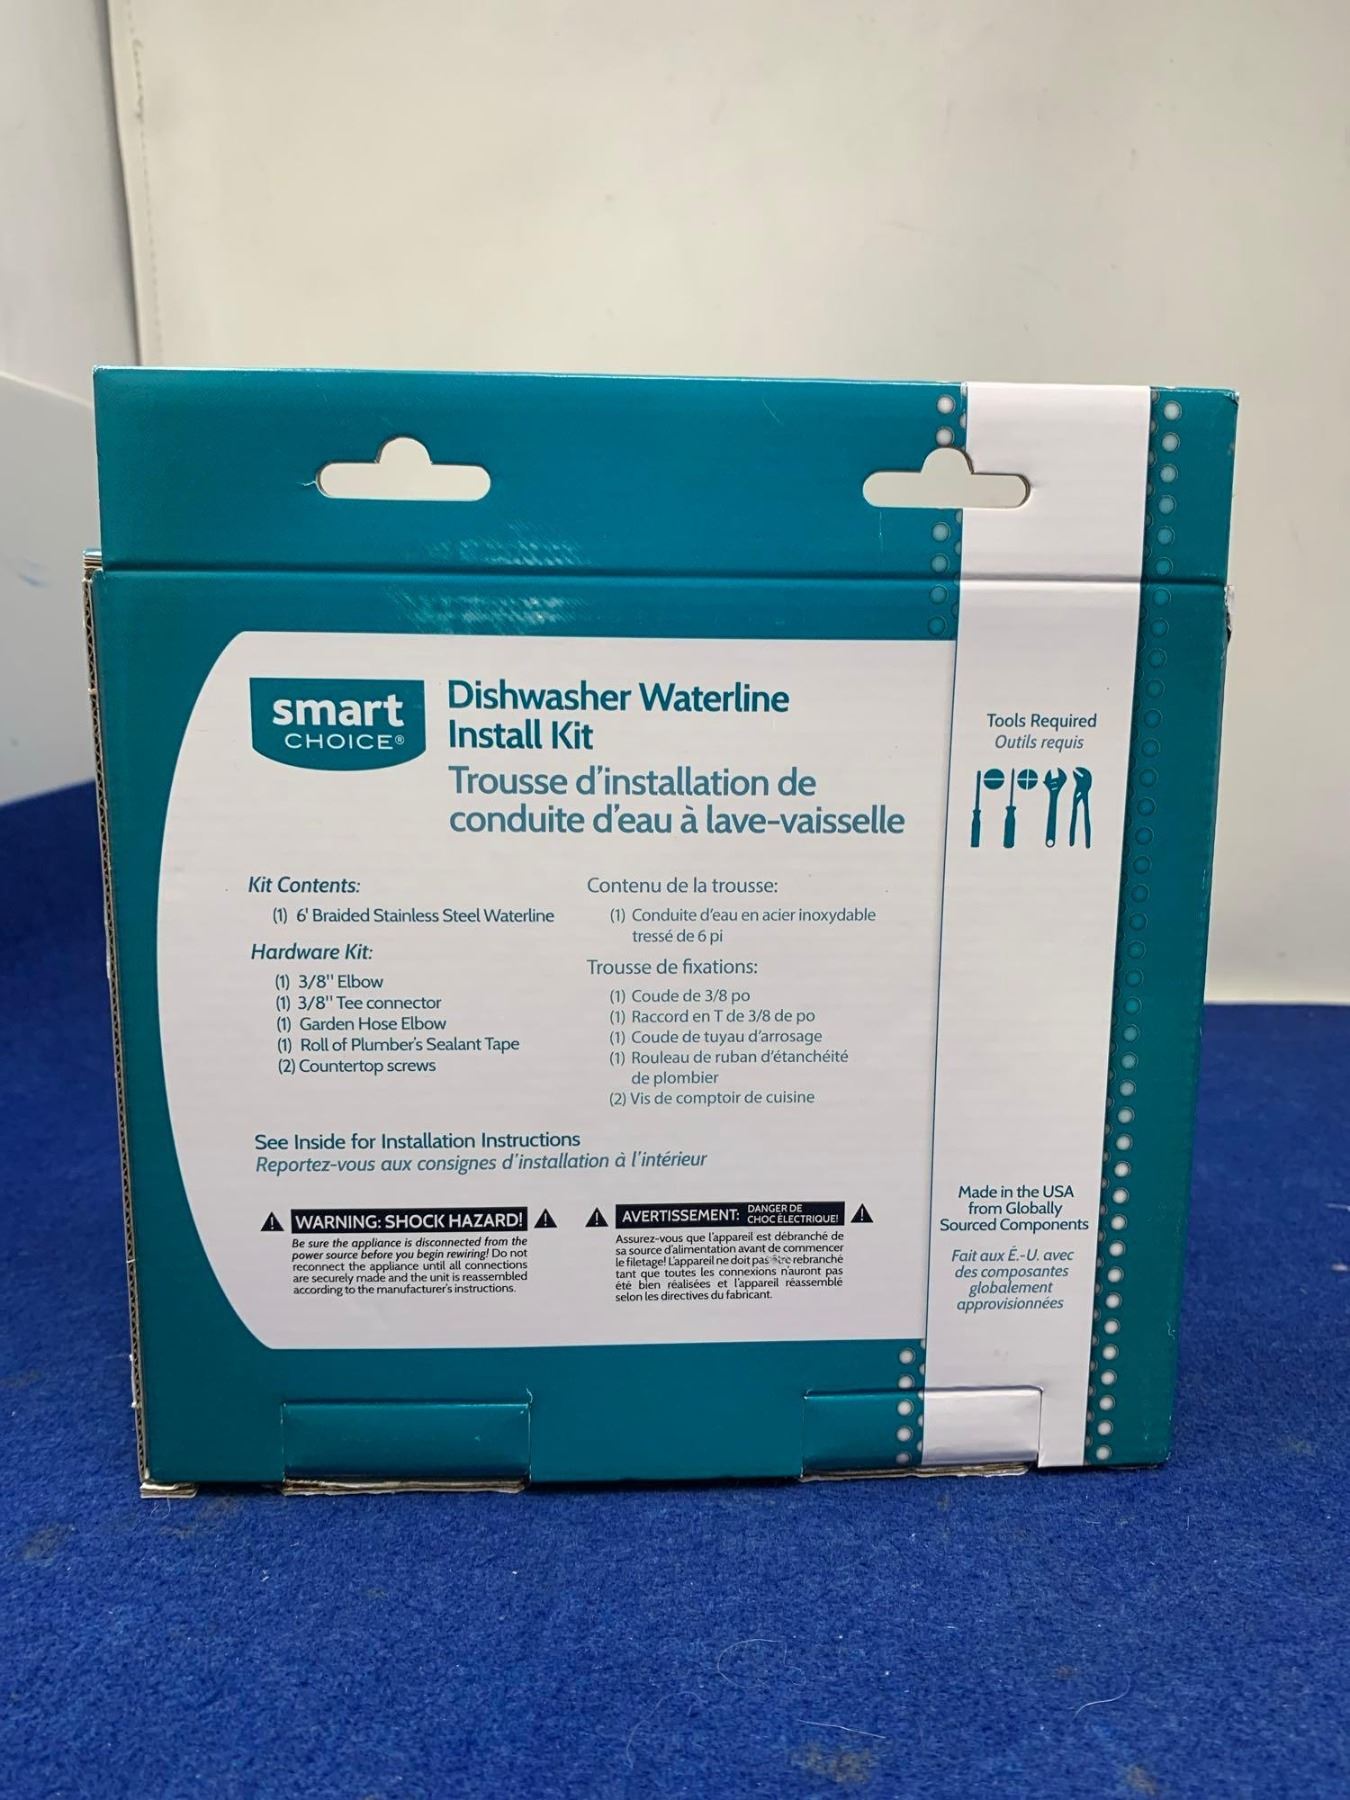 smart
CHOICE®
Dishwasher Waterline
Install Kit
Trousse d'installation de
conduite d'eau à lave-vaisselle
Kit Contents:
(1) 6' Braided Stainless Steel Waterline
Hardware Kit:
(1) 3/8" Elbow
(1) 3/8" Tee connector
(1) Garden Hose Elbow
(1) Roll of Plumber's Sealant Tape
(2) Countertop screws
Contenu de la trousse:
(1) Conduite d'eau en acier inoxydable
tressé de 6 pi
Trousse de fixations:
(1) Coude de 3/8 po
(1) Raccord en T de 3/8 de po
(1) Coude de tuyau d'arrosage
(1) Rouleau de ruban d'étanchéité
de plombier
(2) Vis de comptoir de cuisine
See Inside for Installation Instructions
Reportez-vous aux consignes d'installation à l'intérieur
WARNING: SHOCK HAZARD!
Be sure the appliance is disconnected from the
power source before you begin rewiring! Do not
reconnect the appliance until all connections
are securely made and the unit is reassembled
according to the manufacturer's instructions.
AVERTISSEMENT: DANGER DE
CHOC ÉLECTRIQUE!
Assurez-vous que l'appareil est débranché de
sa source d'alimentation avant de commencer
le filetage! L'appareil ne doit pas être rebranché
tant que toutes les connexions n'auront pas
été bien réalisées et l'appareil réassemblé
selon les directives du fabricant.
Tools Required
Outils requis
Made in the USA
from Globally
Sourced Components
Fait aux É.-U. avec
des composantes
globalement
approvisionnées